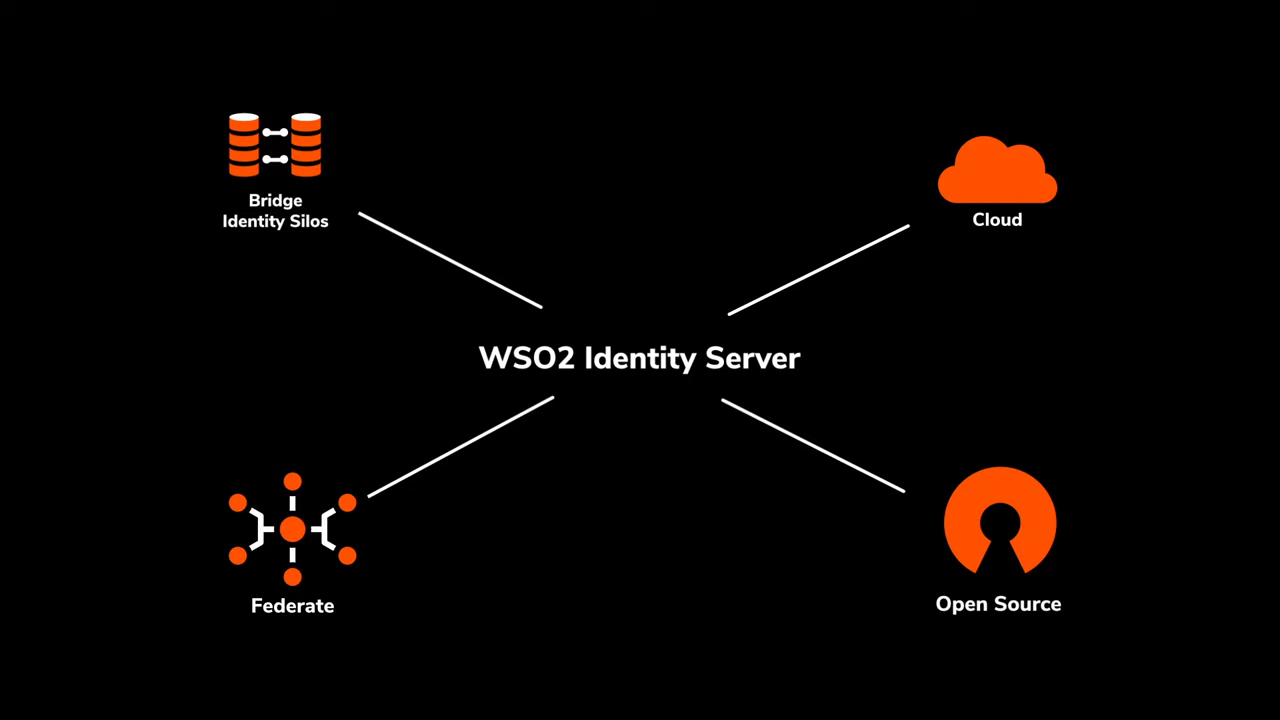 Bridge
Identity Silos
Cloud
WSO2 Identity Server
Federate
Open Source